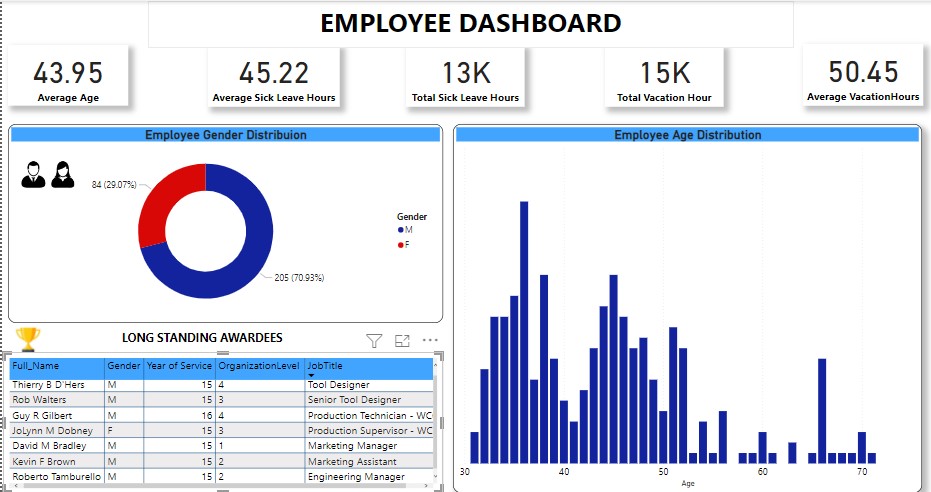 EMPLOYEE DASHBOARD
43.95
Average Age
45.22
Average Sick Leave Hours
13K
Total Sick Leave Hours
15K
Total Vacation Hour
50.45
Average VacationHours
Employee Gender Distribuion
84 (29.07%)
205 (70.93%)
Gender
M
F
Employee Age Distribution
30 40 50 60 70
Age
LONG STANDING AWARDEES
Full_Name Gender Year of Service OrganizationLevel JobTitle
Thierry B D'Hers M 15 4 Tool Designer
Rob Walters M 15 3 Senior Tool Designer
Guy R Gilbert M 16 4 Production Technician - WC
JoLynn M Dobney F 15 3 Production Supervisor - WC
David M Bradley M 15 1 Marketing Manager
Kevin F Brown M 15 2 Marketing Assistant
Roberto Tamburello M 15 2 Engineering Manager